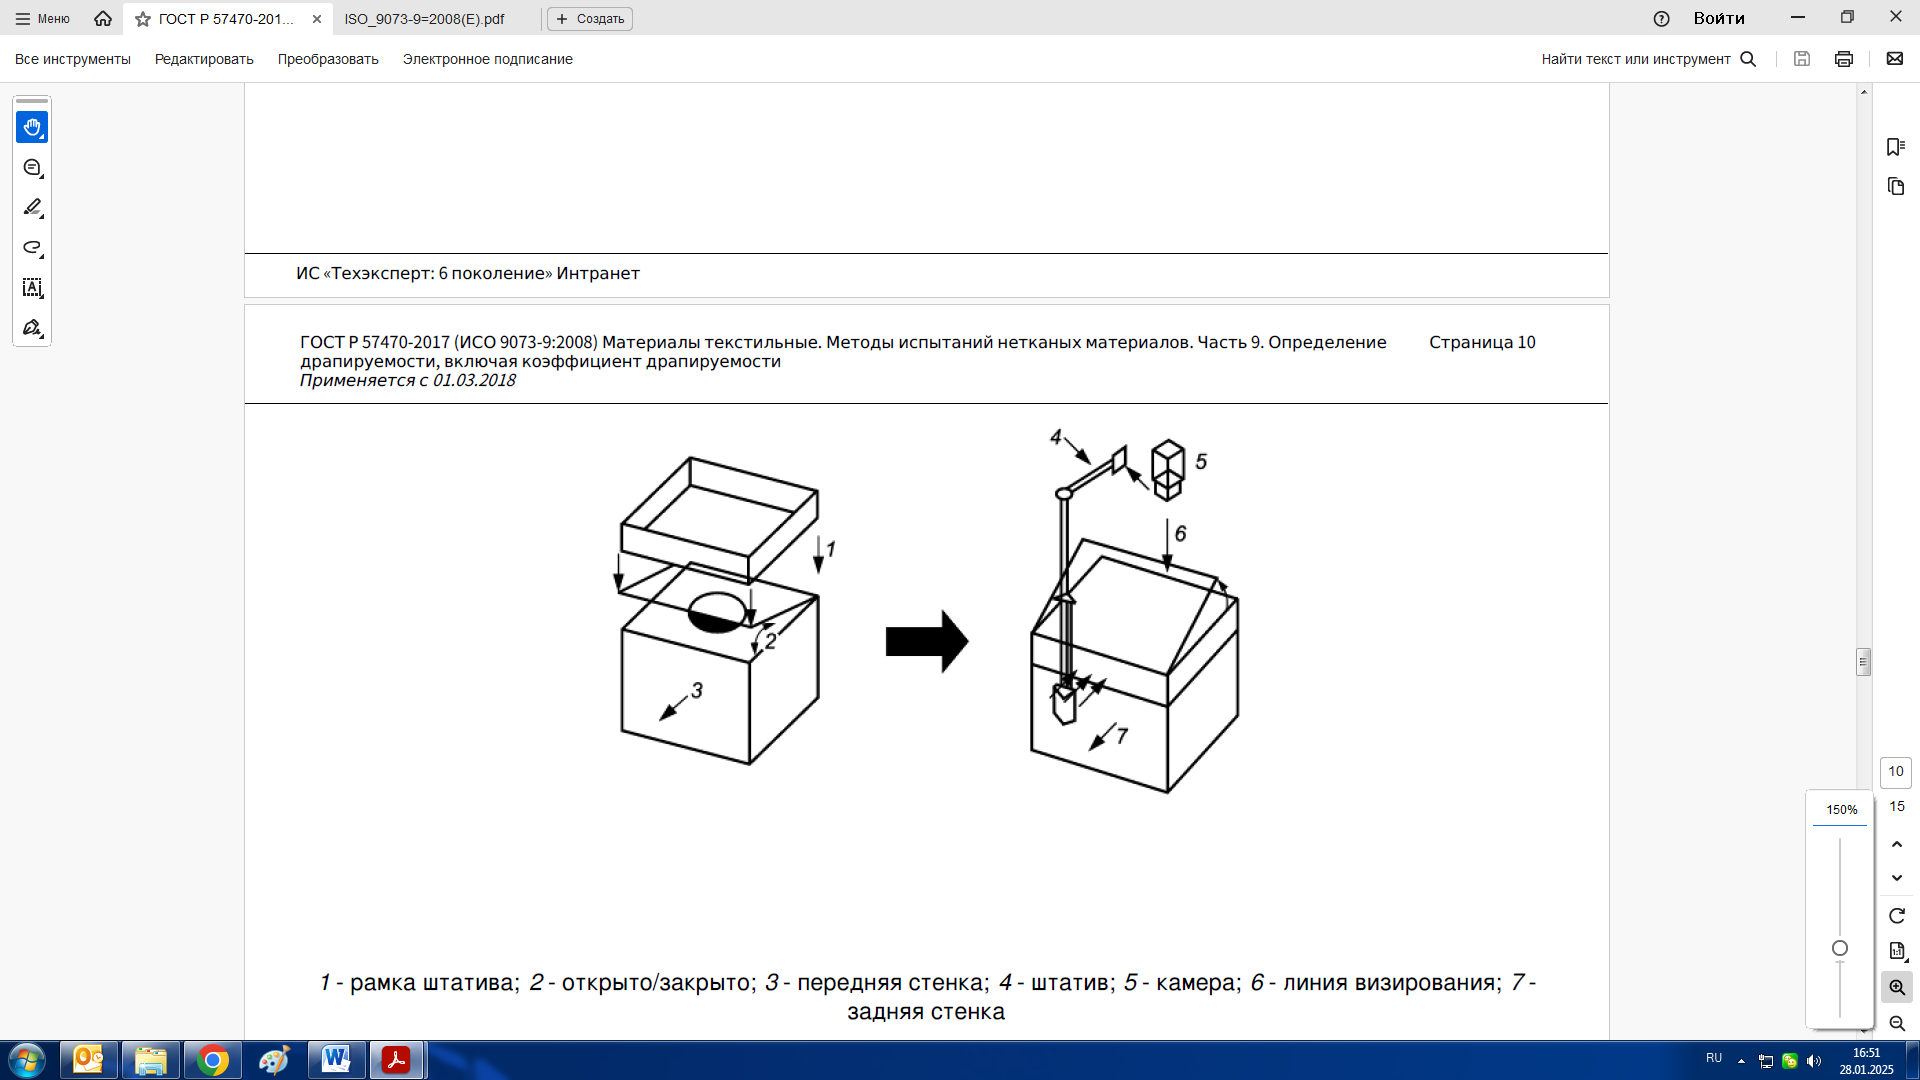 Меню
ГОСТ Р 57470-201...
ISO_9073-9=2008(E).pdf
Создать
Войти
Все инструменты
Редактировать
Преобразовать
Электронное подписание
Найти текст или инструмент
ИС «Техэксперт: 6 поколение» Интранет
ГОСТ Р 57470-2017 (ИСО 9073-9:2008) Материалы текстильные. Методы испытаний нетканых материалов. Часть 9. Определение
драпируемости, включая коэффициент драпируемости
Применяется с 01.03.2018
Страница 10
4
5
6
1
2
3
7
1 - рамка штатива; 2 - открыто/закрыто; 3 - передняя стенка; 4 - штатив; 5 - камера; 6 - линия визирования; 7 -
задняя стенка
10
15
150%
1:1
RU
16:51
28.01.2025